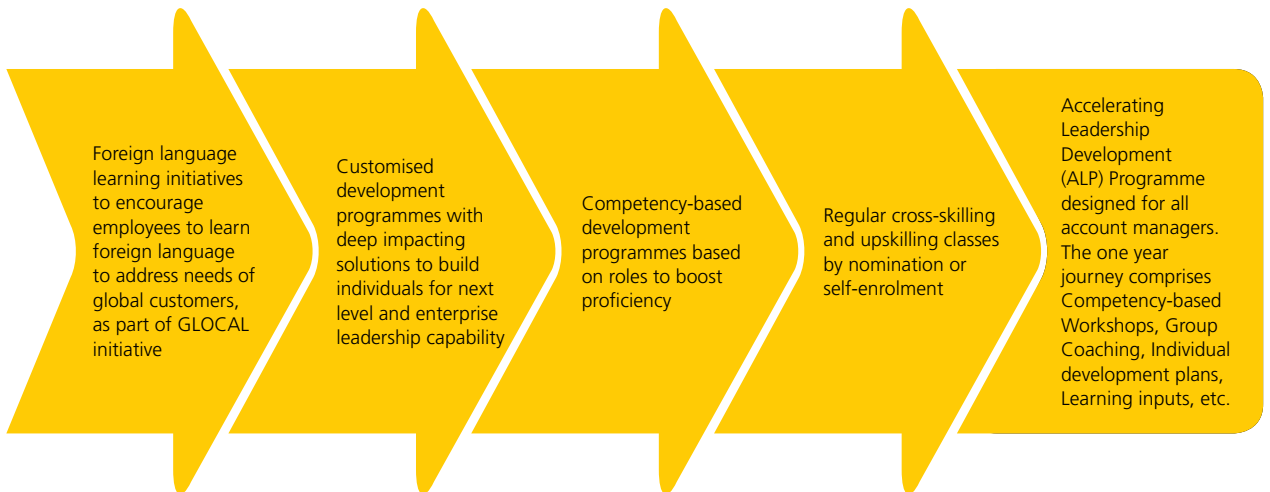 Foreign language
learning initiatives
to encourage
employees to learn
foreign language
to address needs of
global customers,
as part of GLOCAL
initiative
Customised
development
programmes with
deep impacting
solutions to build
individuals for next
level and enterprise
leadership capability
Competency-based
development
programmes based
on roles to boost
proficiency
Regular cross-skilling
and upskilling classes
by nomination or
self-enrolment
Accelerating
Leadership
Development
(ALP) Programme
designed for all
account managers.
The one year
journey comprises
Competency-based
Workshops, Group
Coaching, Individual
development plans,
Learning inputs, etc.